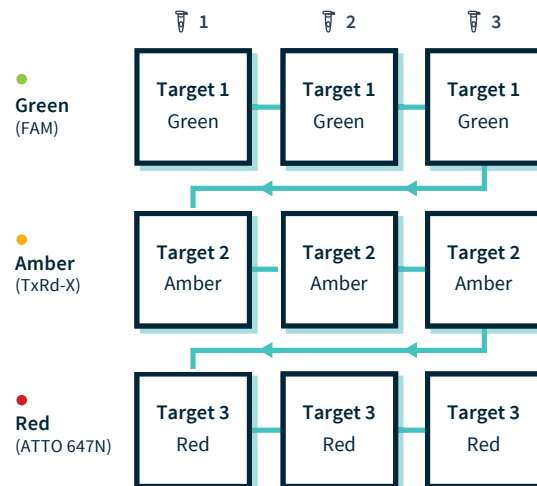 1
2
3
Green
(FAM)
Target 1
Green
Target 1
Green
Target 1
Green
Amber
(TxRd-X)
Target 2
Amber
Target 2
Amber
Target 2
Amber
Red
(ATTO 647N)
Target 3
Red
Target 3
Red
Target 3
Red